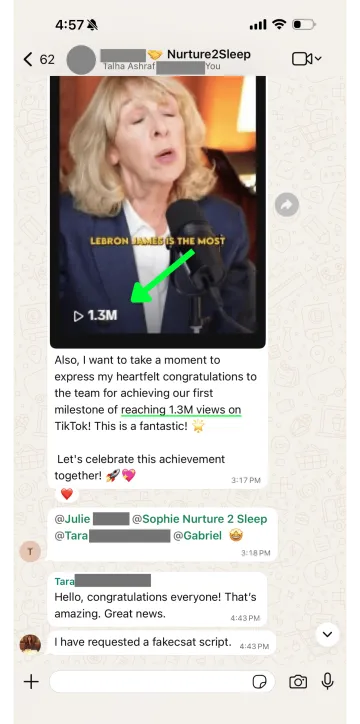 4:57
62
Nurture2Sleep
Talha Ashraf You
LEBRON JAMES IS THE MOST
1.3M
Also, I want to take a moment to
express my heartfelt congratulations to
the team for achieving our first
milestone of reaching 1.3M views on
TikTok! This is a fantastic! 🌟
Let's celebrate this achievement
together! 🚀💖
3:17 PM
@Julie @Sophie Nurture 2 Sleep
@Tara @Gabriel 🤩
3:18 PM
T
Tara
Hello, congratulations everyone! That's
amazing. Great news.
4:43 PM
I have requested a fakecsat script. 4:43 PM